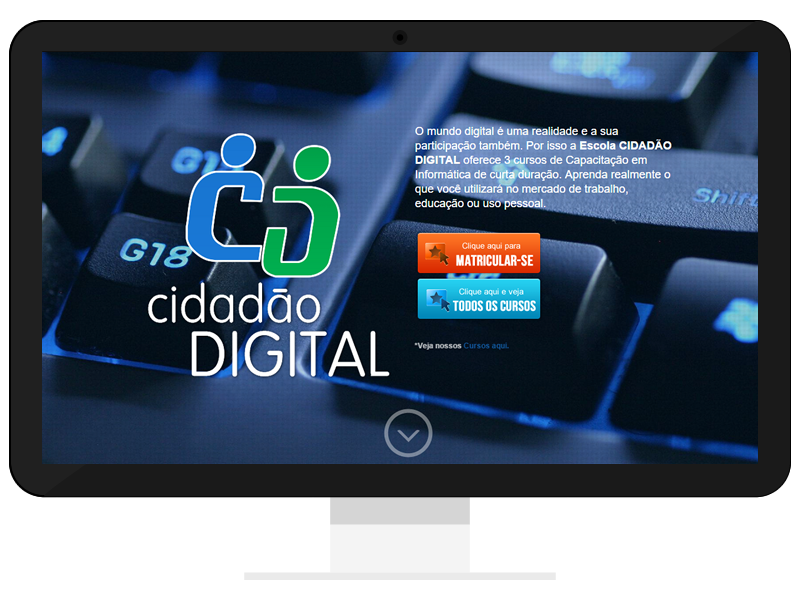 cidadão
DIGITAL
O mundo digital é uma realidade e a sua
participação também. Por isso a Escola CIDADÃO
DIGITAL oferece 3 cursos de Capacitação em
Informática de curta duração. Aprenda realmente o
que você utilizará no mercado de trabalho,
educação ou uso pessoal.
Clique aqui para
MATRICULAR-SE
Clique aqui e veja
TODOS OS CURSOS
*Veja nossos Cursos aqui.
G18
Shift